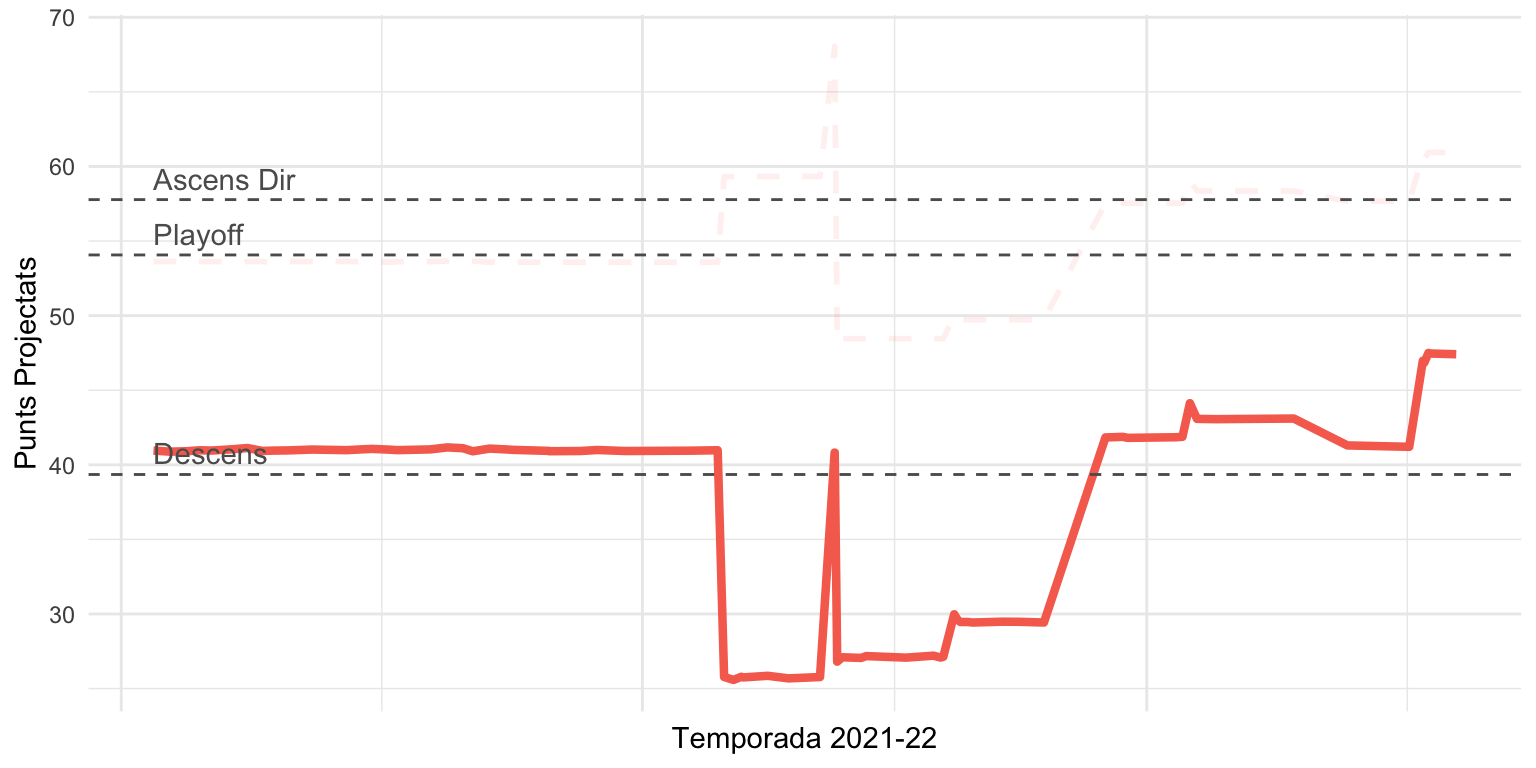 70
60
50
40
30
Punts Projectats
Ascens Dir
Playoff
Descens
Temporada 2021-22